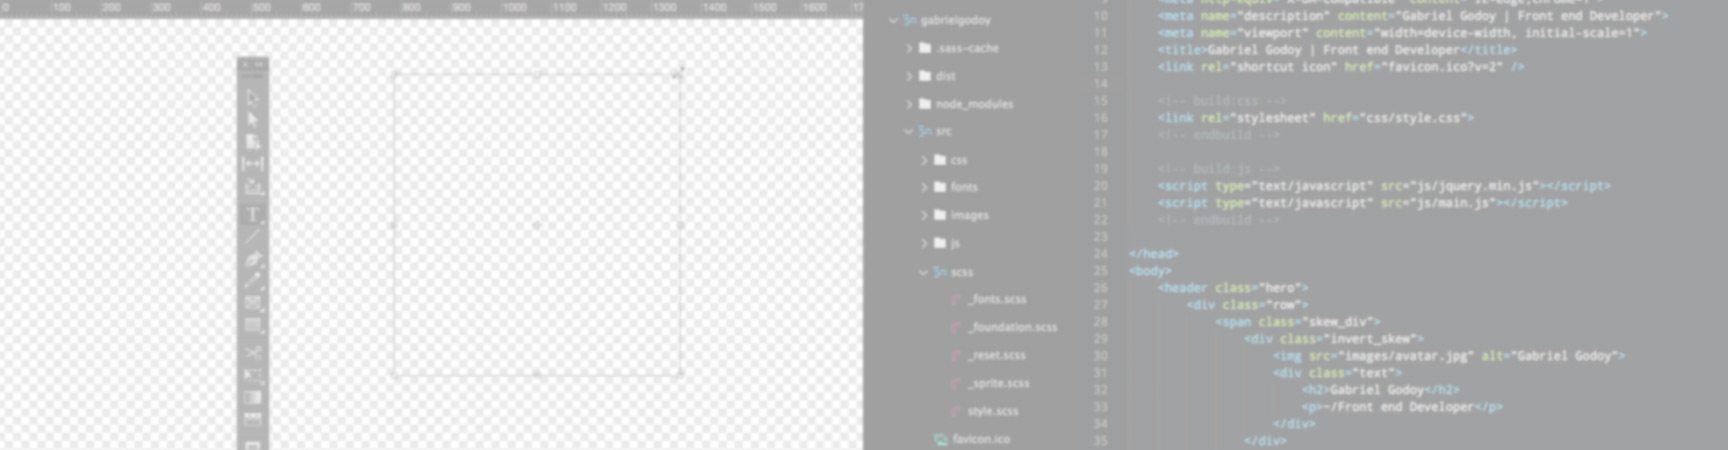 0 100 200 300 400 500 600 700 800 900 1000 1100 1200 1300 1400 1500 1600
T
gabrielgodoy
.sass-cache
dist
node_modules
src
css
fonts
images
js
scss
_fonts.scss
_foundation.scss
_reset.scss
_sprite.scss
style.scss
favicon.ico
10 <meta name="description" content="Gabriel Godoy | Front end Developer">
11 <meta name="viewport" content="width=device-width, initial-scale=1">
12 <title>Gabriel Godoy | Front end Developer</title>
13 <link rel="shortcut icon" href="favicon.ico?v=2" />
14
15 <!-- build:css -->
16 <link rel="stylesheet" href="css/style.css">
17 <!-- endbuild -->
18
19 <!-- build:js -->
20 <script type="text/javascript" src="js/jquery.min.js"></script>
21 <script type="text/javascript" src="js/main.js"></script>
22 <!-- endbuild -->
23
24 </head>
25 <body>
26 <header class="hero">
27 <div class="row">
28 <span class="skew_div">
29 <div class="invert_skew">
30 <img src="images/avatar.jpg" alt="Gabriel Godoy">
31 <div class="text">
32 <h2>Gabriel Godoy</h2>
33 <p>~/Front end Developer</p>
34 </div>
35 </div>